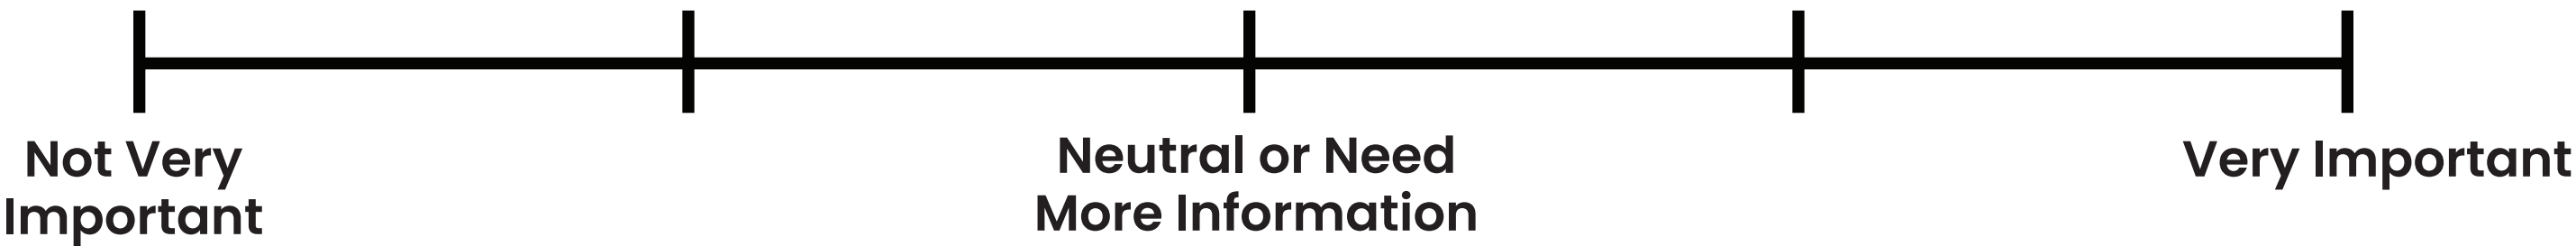 Not Very
Important
Neutral or Need
More Information
Very Important